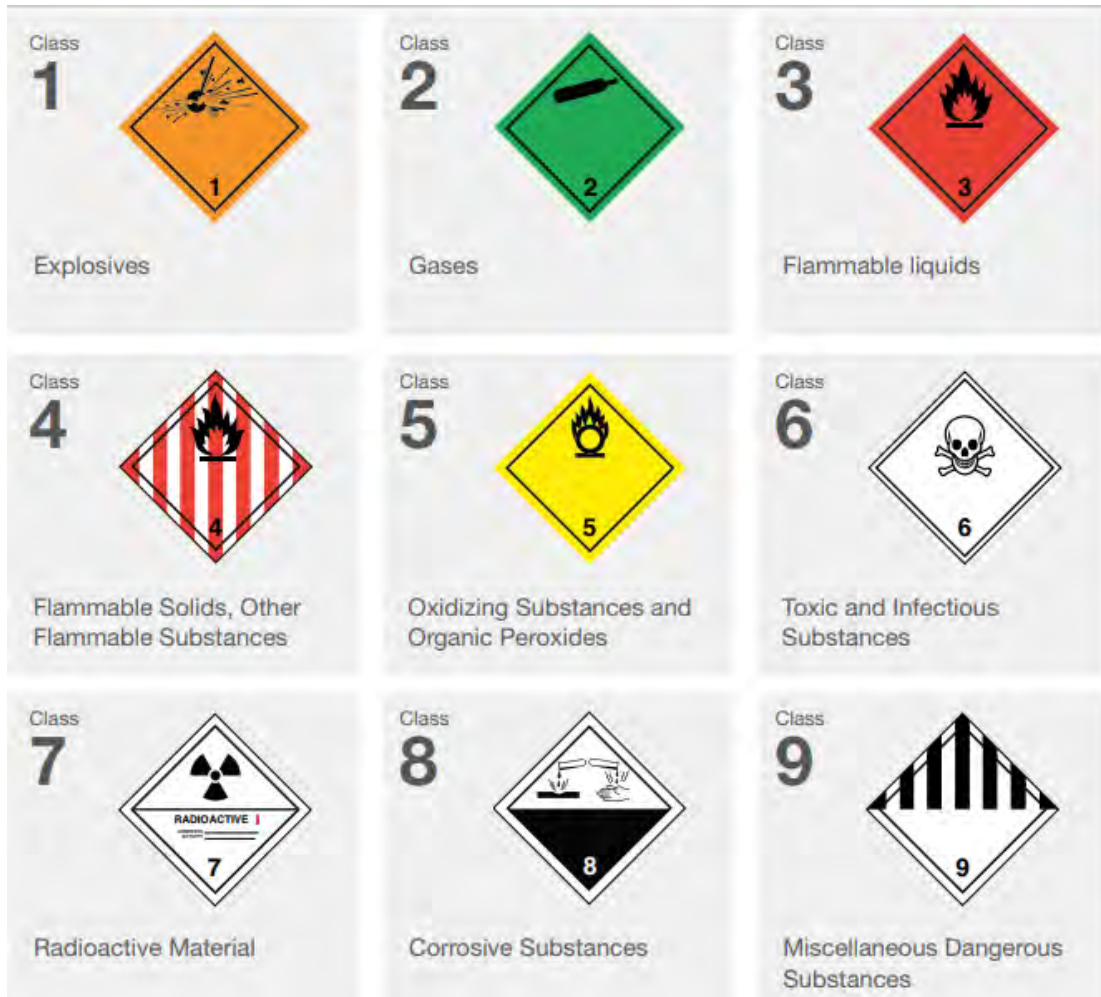 Class
1
1
Explosives
Class
2
2
Gases
Class
3
3
Flammable liquids
Class
4
4
Flammable Solids, Other
Flammable Substances
Class
5
5
Oxidizing Substances and
Organic Peroxides
Class
6
6
Toxic and Infectious
Substances
Class
7
RADIOACTIVE I
7
Radioactive Material
Class
8
8
Corrosive Substances
Class
9
9
Miscellaneous Dangerous
Substances